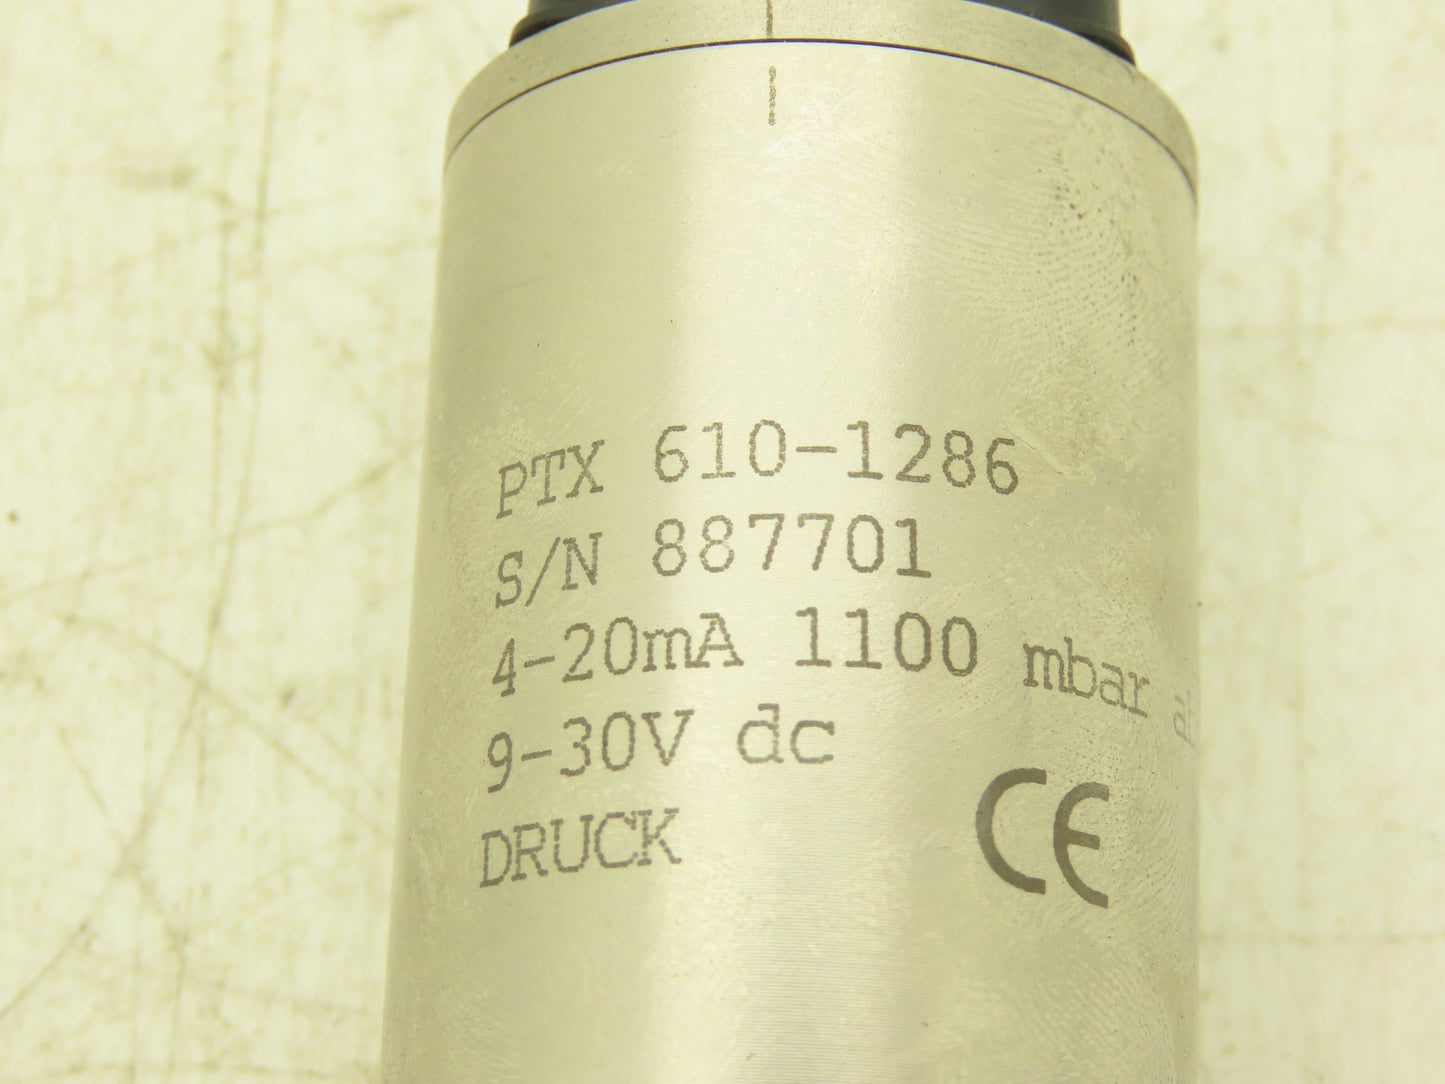 PTX 610-1286
S/N 887701
4-20mA 1100 mbar
9-30V dc
DRUCK
CE